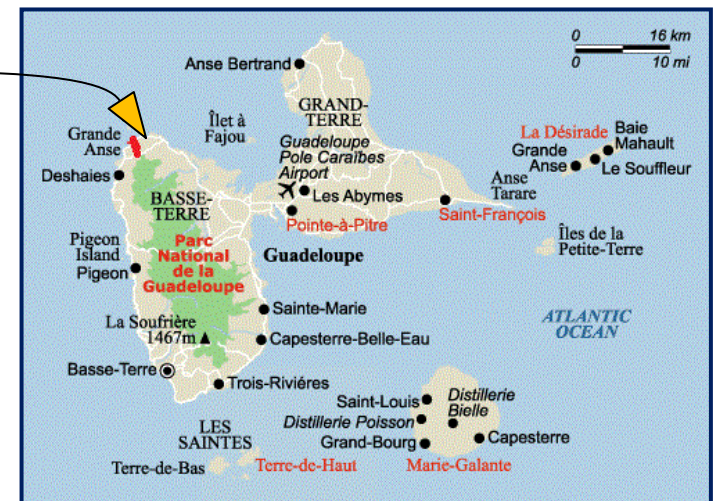 0 16 km
0 10 mi
Anse Bertrand
GRAND-
TERRE
Îlet à
Fajou
Grande
Anse
Guadeloupe
Pole Caraïbes
Airport
La Désirade
Baie
Mahault
Grande
Anse
Le Souffleur
Deshaies
BASSE-
TERRE
Les Abymes
Anse
Tarare
Pointe-à-Pitre
Saint-François
Pigeon
Island
Pigeon
Parc
National
de la
Guadeloupe
Guadeloupe
Îles de la
Petite-Terre
Sainte-Marie
ATLANTIC
OCEAN
La Soufrière
1467m
Capesterre-Belle-Eau
Basse-Terre
Trois-Riviéres
Saint-Louis
Distillerie
Bielle
Distillerie Poisson
Grand-Bourg
Capesterre
LES
SAINTES
Terre-de-Bas
Terre-de-Haut
Marie-Galante